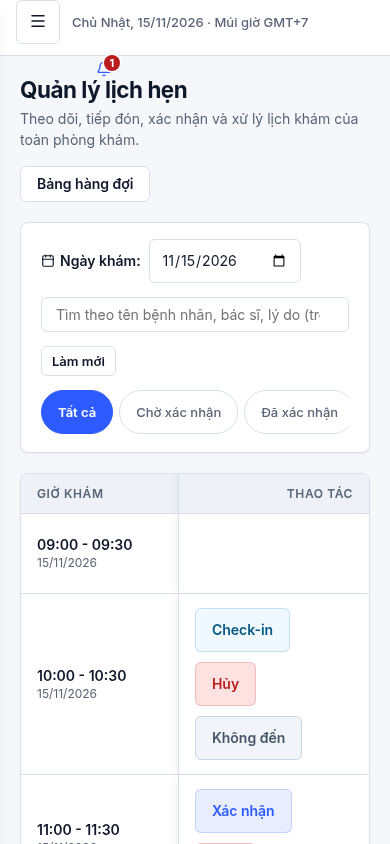 Chủ Nhật, 15/11/2026 · Múi giờ GMT+7
1
Quản lý lịch hẹn
Theo dõi, tiếp đón, xác nhận và xử lý lịch khám của
toàn phòng khám.
Bảng hàng đợi
Ngày khám: 11/15/2026
Tìm theo tên bệnh nhân, bác sĩ, lý do (tr
Làm mới
Tất cả Chờ xác nhận Đã xác nhận
GIỜ KHÁM THAO TÁC
09:00 - 09:30
15/11/2026
Check-in
10:00 - 10:30
15/11/2026
Hủy
Không đến
Xác nhận
11:00 - 11:30